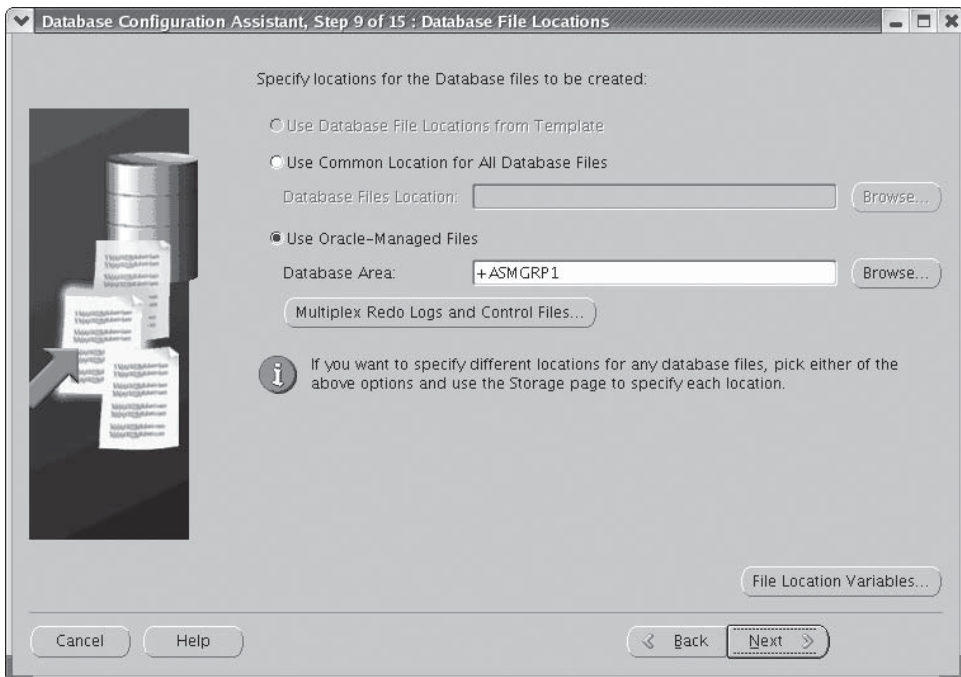 Database Configuration Assistant, Step 9 of 15 : Database File Locations
Specify locations for the Database files to be created:
Use Database File Locations from Template
Use Common Location for All Database Files
Database Files Location:
Browse...
Use Oracle-Managed Files
Database Area:
+ASMGRP1
Browse...
Multiplex Redo Logs and Control Files...
If you want to specify different locations for any database files, pick either of the
above options and use the Storage page to specify each location.
File Location Variables...
Cancel
Help
Back
Next